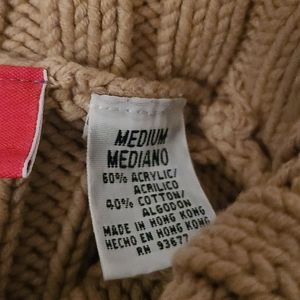 MEDIUM
MEDIANO
60% ACRYLIC/
ACRILICO
40% COTTON/
ALGODON
MADE IN HONG KONG
HECHO EN HONG KONG
RN 93677